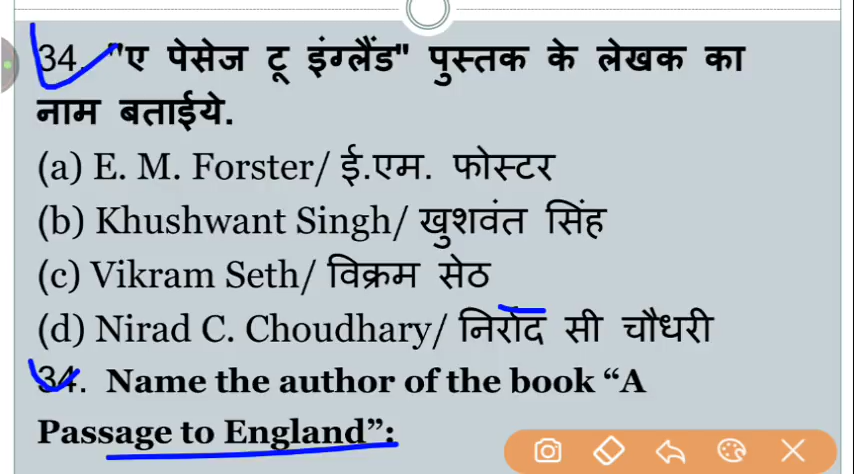 34. "ए पेसेज टू इंग्लैंड" पुस्तक के लेखक का
नाम बताईये.
(a) E. M. Forster/ ई.एम. फोस्टर
(b) Khushwant Singh/ खुशवंत सिंह
(c) Vikram Seth/ विक्रम सेठ
(d) Nirad C. Choudhary/ निरोद सी चौधरी
34. Name the author of the book “A
Passage to England”: